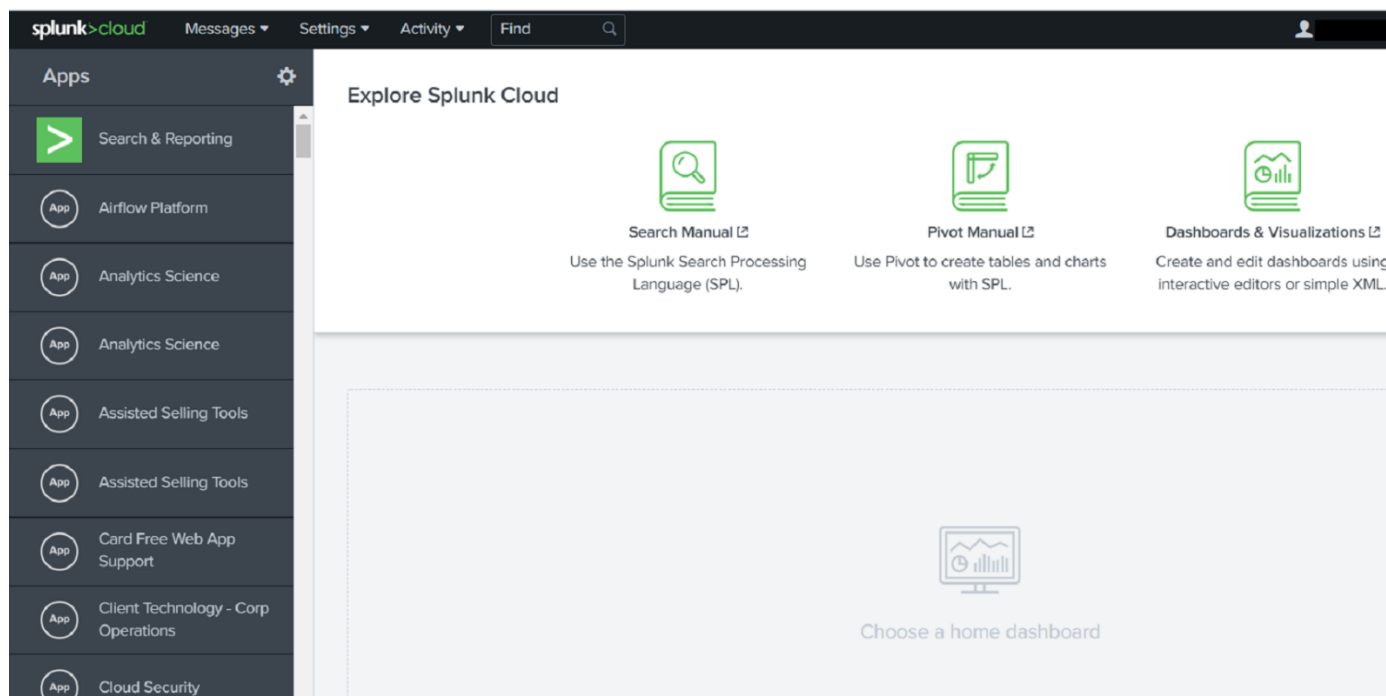 splunk>cloud Messages Settings Activity Find
Apps
Search & Reporting
App Airflow Platform
App Analytics Science
App Analytics Science
App Assisted Selling Tools
App Assisted Selling Tools
App Card Free Web App
Support
App Client Technology - Corp
Operations
App Cloud Security
Explore Splunk Cloud
Search Manual
Use the Splunk Search Processing
Language (SPL).
Pivot Manual
Use Pivot to create tables and charts
with SPL.
Dashboards & Visualizations
Create and edit dashboards using
interactive editors or simple XML.
Choose a home dashboard